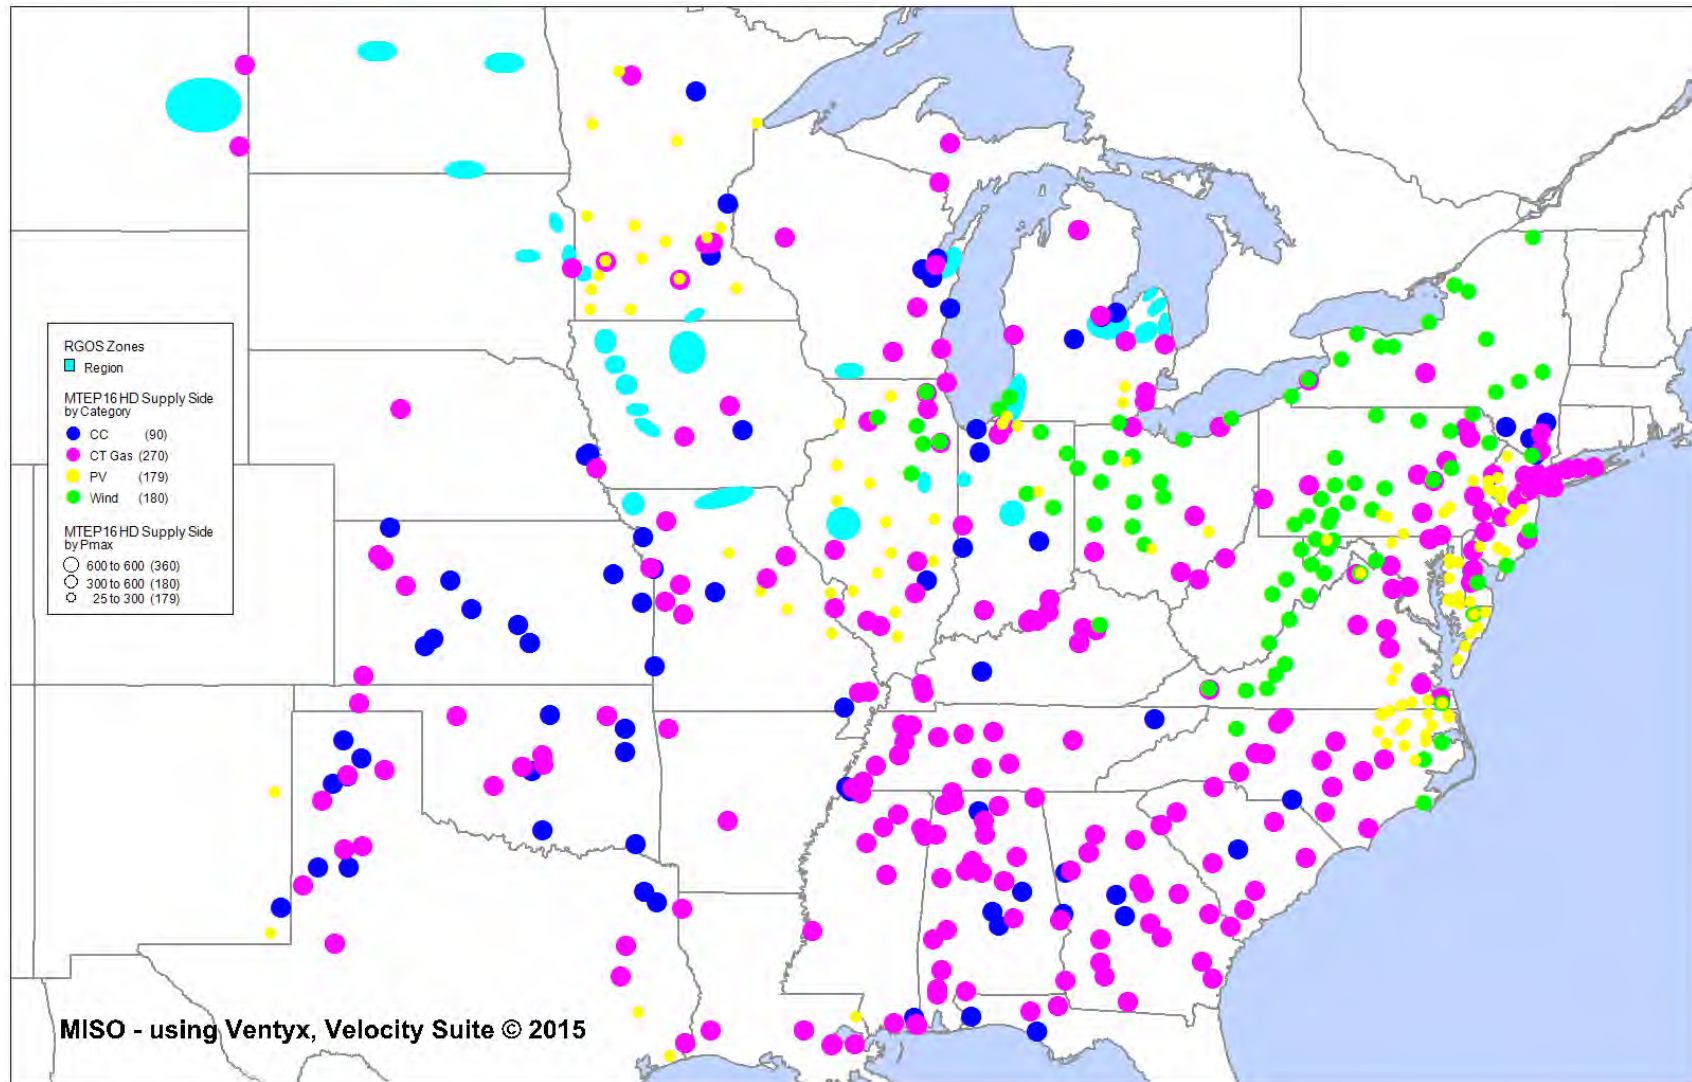 RGOS Zones
Region
MTEP16 HD Supply Side
by Category
CC (90)
CT Gas (270)
PV (179)
Wind (180)
MTEP16 HD Supply Side
by Pmax
600 to 600 (360)
300 to 600 (180)
25 to 300 (179)
MISO - using Ventyx, Velocity Suite © 2015